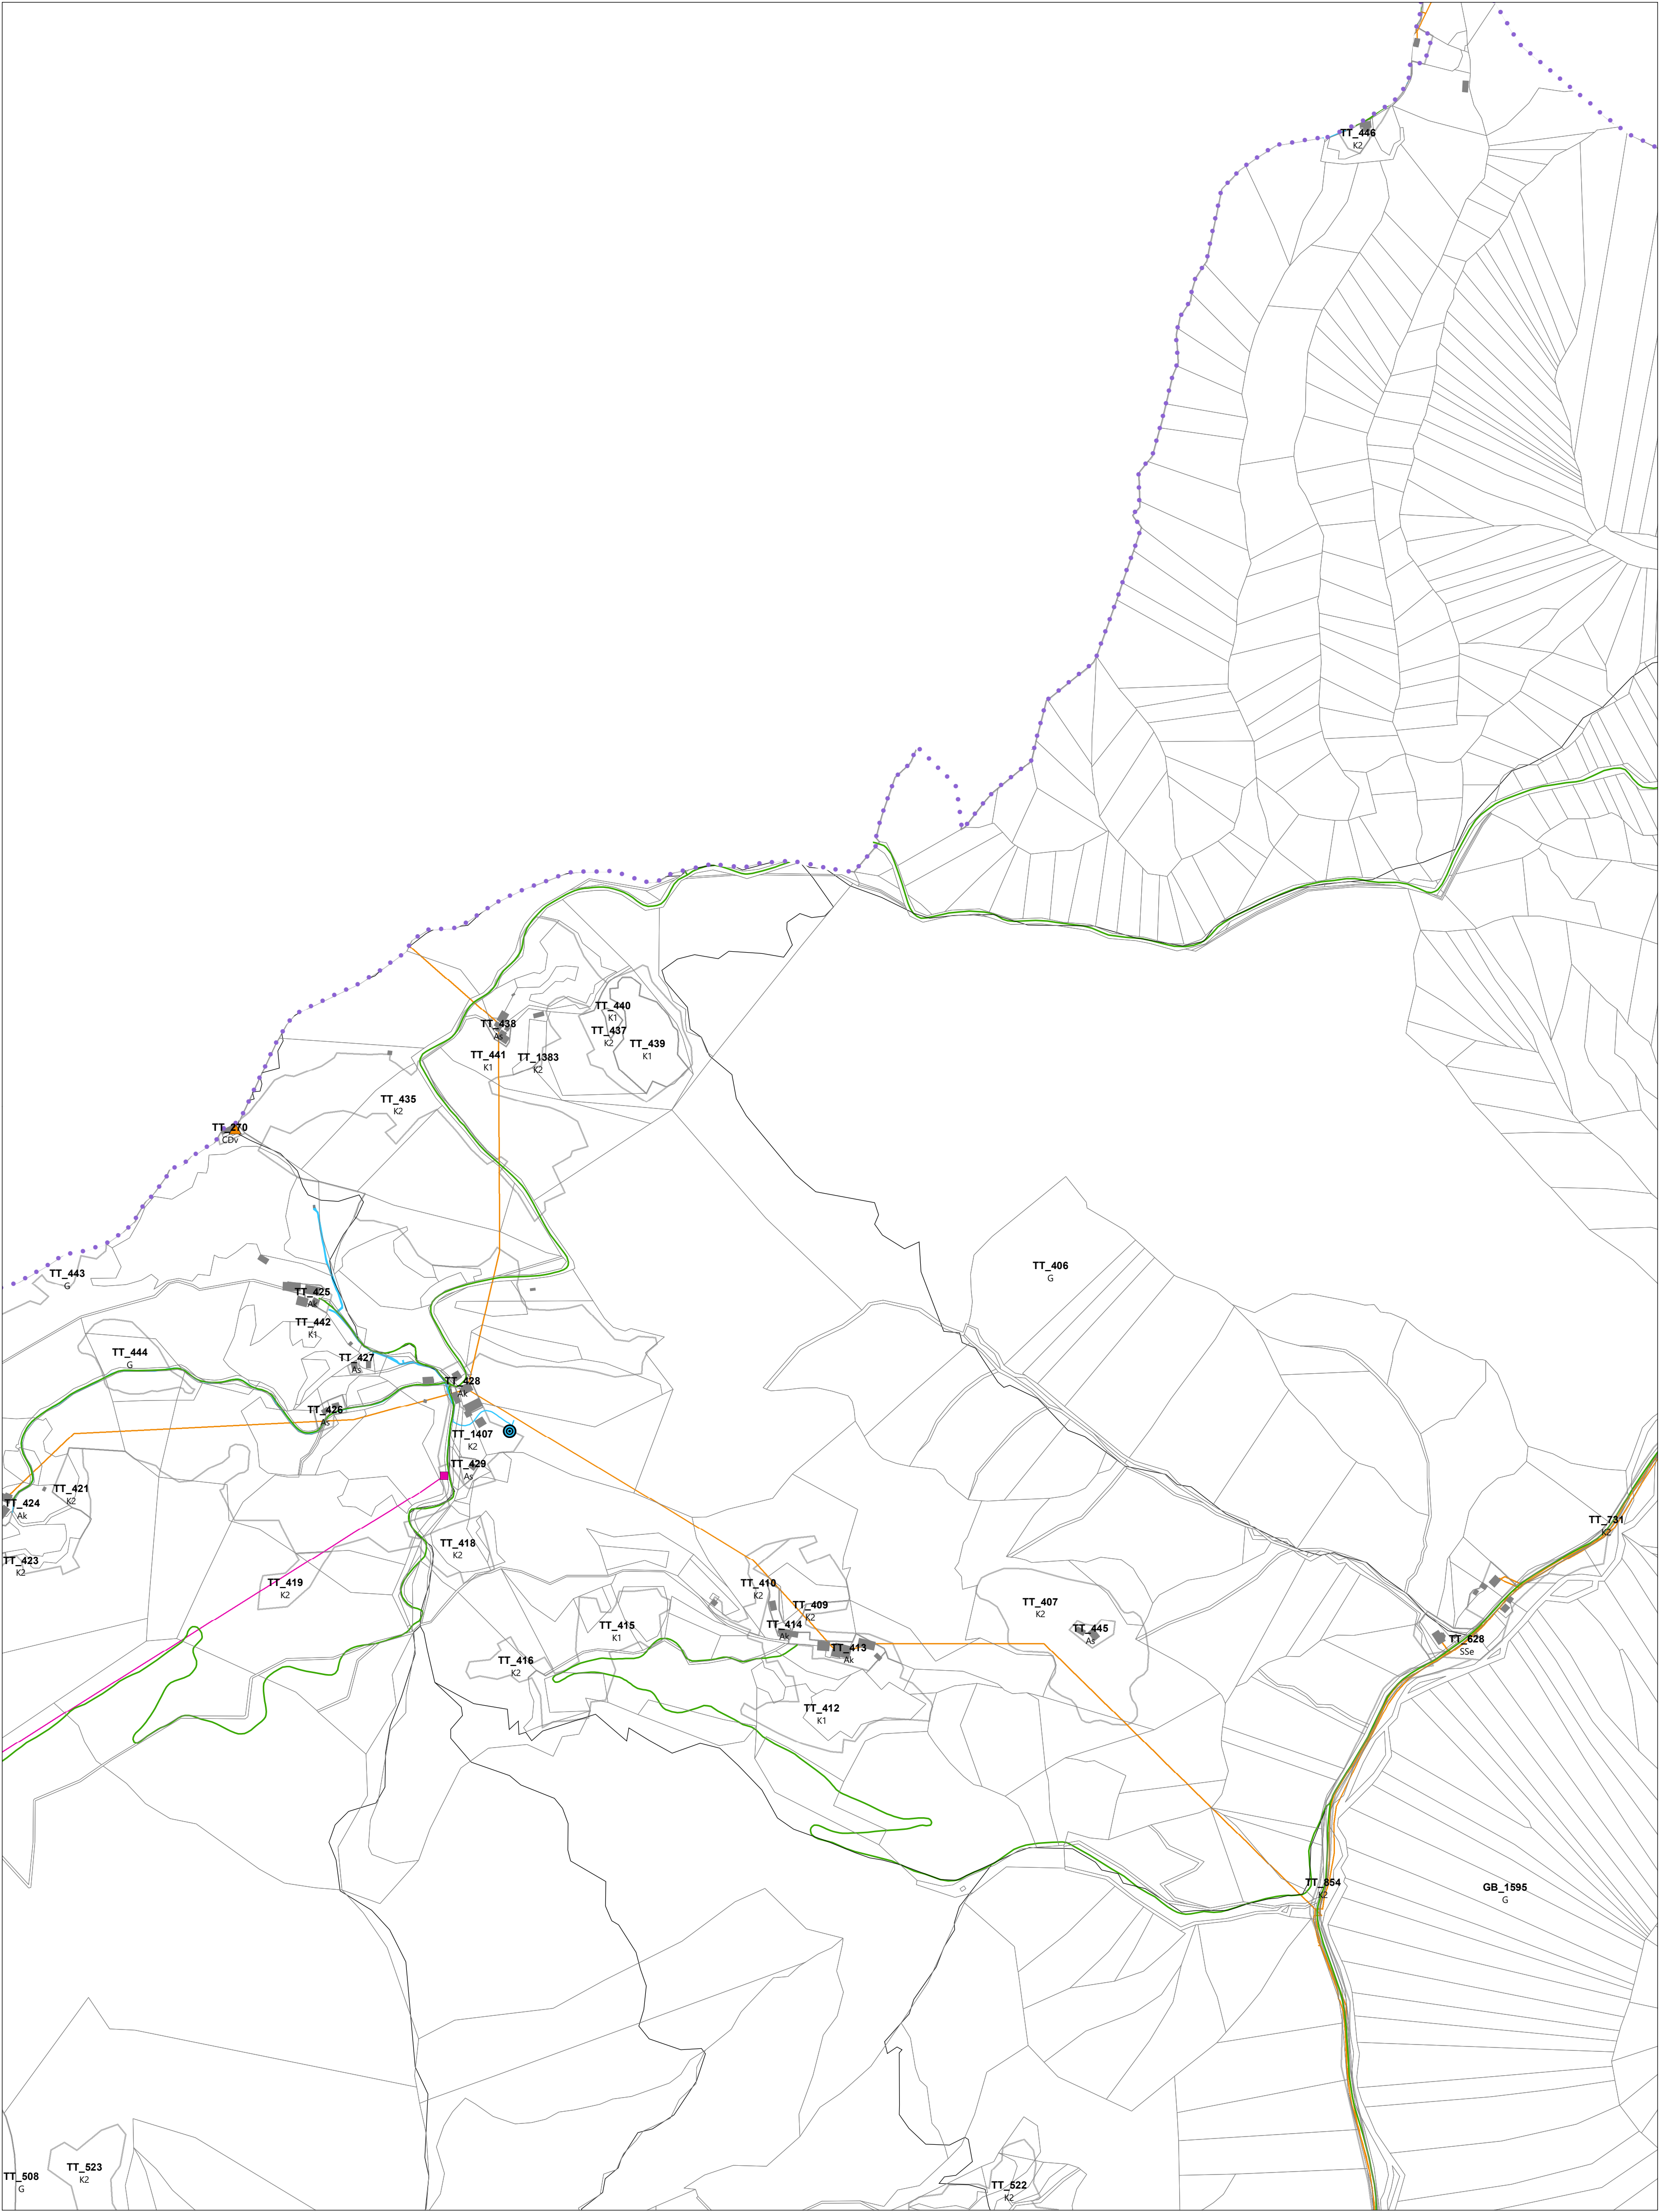 TT_446
K2
TT_440
K1
TT_438
As
TT_437
K2
TT_439
K1
TT_441
K1
TT_1383
K2
TT_435
K2
TT_270
CDv
TT_406
G
TT_443
G
TT_425
Ak
TT_442
K1
TT_444
G
TT_427
As
TT_428
Ak
TT_426
As
TT_1407
K2
TT_429
As
TT_421
K2
TT_424
Ak
TT_731
K2
TT_418
K2
TT_423
K2
TT_419
K2
TT_410
K2
TT_407
K2
TT_409
K2
TT_415
K1
TT_414
Ak
TT_445
As
TT_628
SSe
TT_413
Ak
TT_416
K2
TT_412
K1
TT_854
K2
GB_1595
G
TT_523
K2
TT_508
G
TT_522
K2